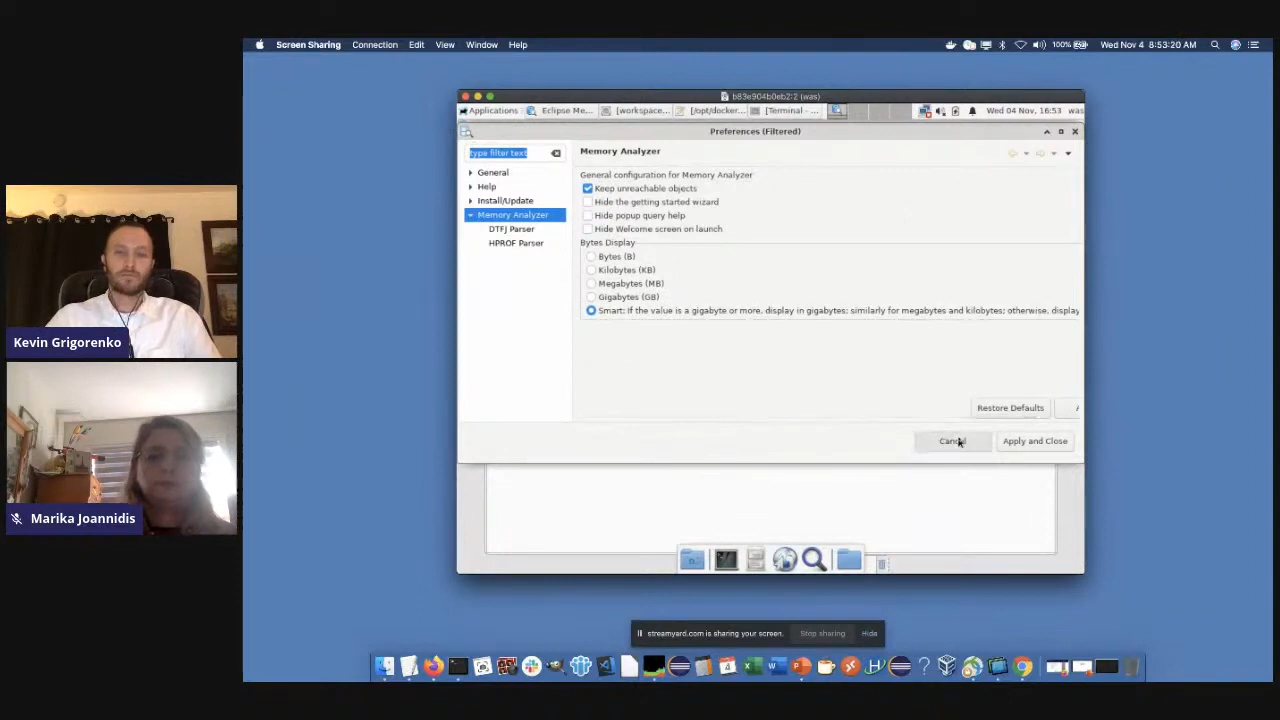 Screen Sharing Connection Edit View Window Help
100% Wed Nov 4 8:53:20 AM
b83e904b0eb2:2 (was)
Applications Eclipse Me... [workspace... [/opt/docker... [Terminal - ... Wed 04 Nov, 16:53 was
Preferences (Filtered)
type filter text
Memory Analyzer
General
Help
Install/Update
Memory Analyzer
DTFJ Parser
HPROF Parser
General configuration for Memory Analyzer
Keep unreachable objects
Hide the getting started wizard
Hide popup query help
Hide Welcome screen on launch
Bytes Display
Bytes (B)
Kilobytes (KB)
Megabytes (MB)
Gigabytes (GB)
Smart: If the value is a gigabyte or more, display in gigabytes; similarly for megabytes and kilobytes; otherwise, display
Restore Defaults A
Cancel Apply and Close
Kevin Grigorenko
Marika Joannidis
streamyard.com is sharing your screen. Stop sharing Hide